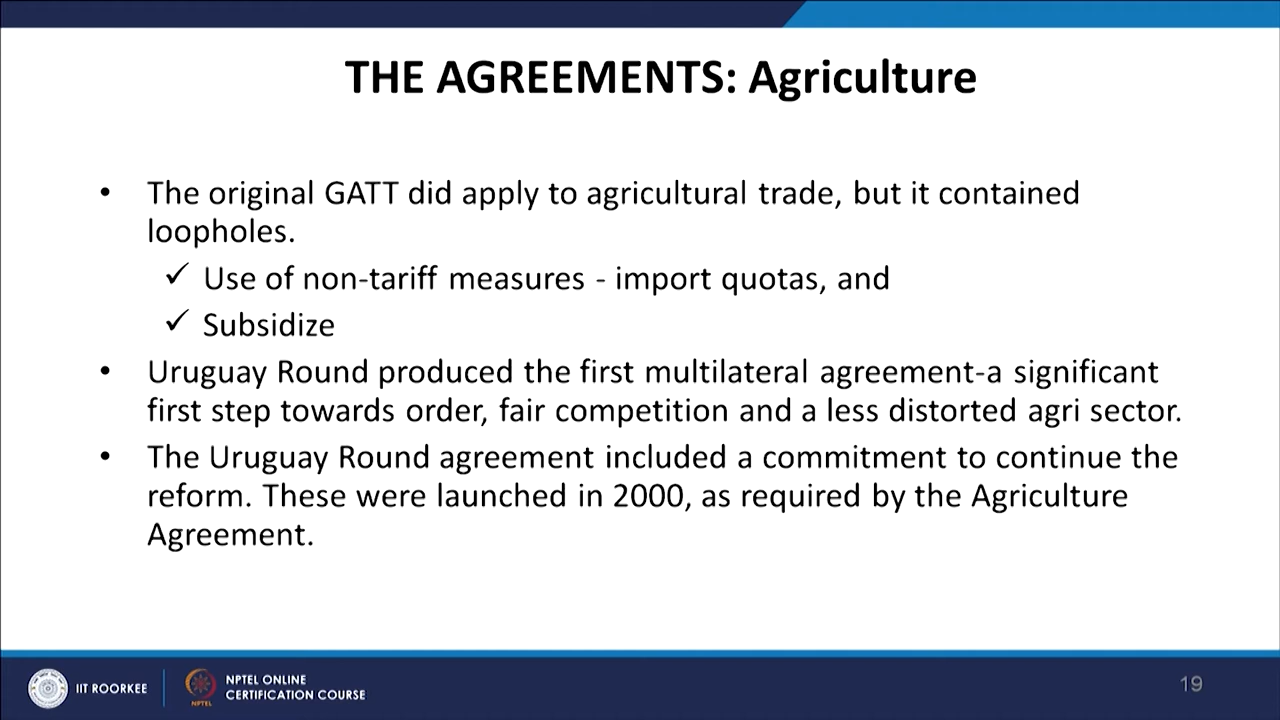 THE AGREEMENTS: Agriculture
• The original GATT did apply to agricultural trade, but it contained
loopholes.
✓ Use of non-tariff measures - import quotas, and
✓ Subsidize
• Uruguay Round produced the first multilateral agreement-a significant
first step towards order, fair competition and a less distorted agri sector.
• The Uruguay Round agreement included a commitment to continue the
reform. These were launched in 2000, as required by the Agriculture
Agreement.
IIT ROORKEE
NPTEL
NPTEL ONLINE
CERTIFICATION COURSE
19